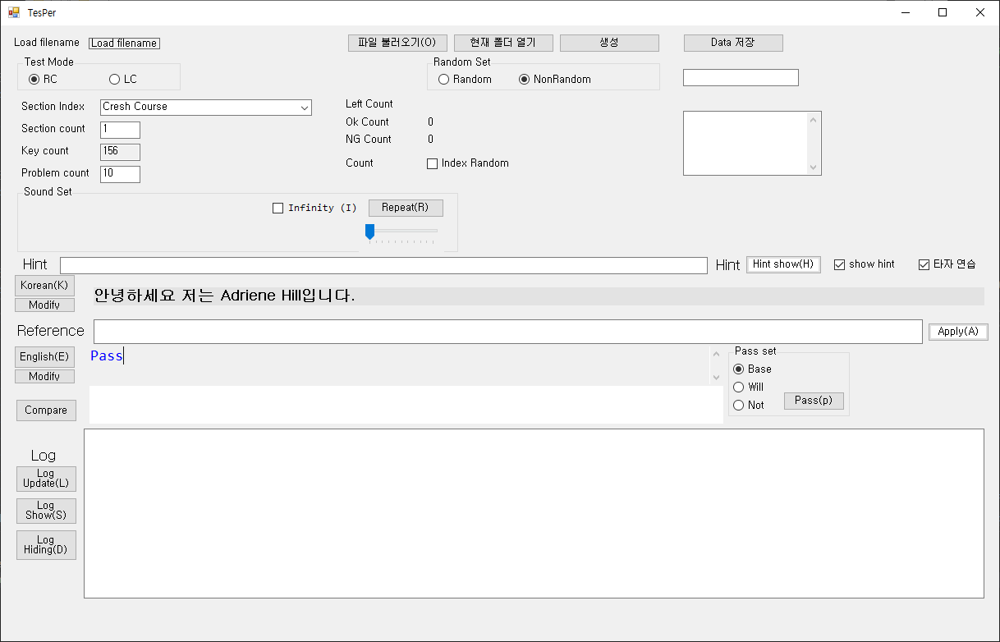 TesPer
Load filename Load filename 파일 불러오기(O) 현재 폴더 열기 생성 Data 저장
Test Mode Random Set
RC LC Random NonRandom
Section Index Cresh Course Left Count
Section count 1 Ok Count 0
Key count 156 NG Count 0
Problem count 10 Count Index Random
Sound Set
Infinity (I) Repeat(R)
Hint Hint Hint show(H) show hint 타자 연습
Korean(K)
안녕하세요 저는 Adriene Hill입니다.
Modify
Reference Apply(A)
English(E) Pass Pass set
Modify Base
Will
Compare Not Pass(p)
Log
Log
Update(L)
Log
Show(S)
Log
Hiding(D)